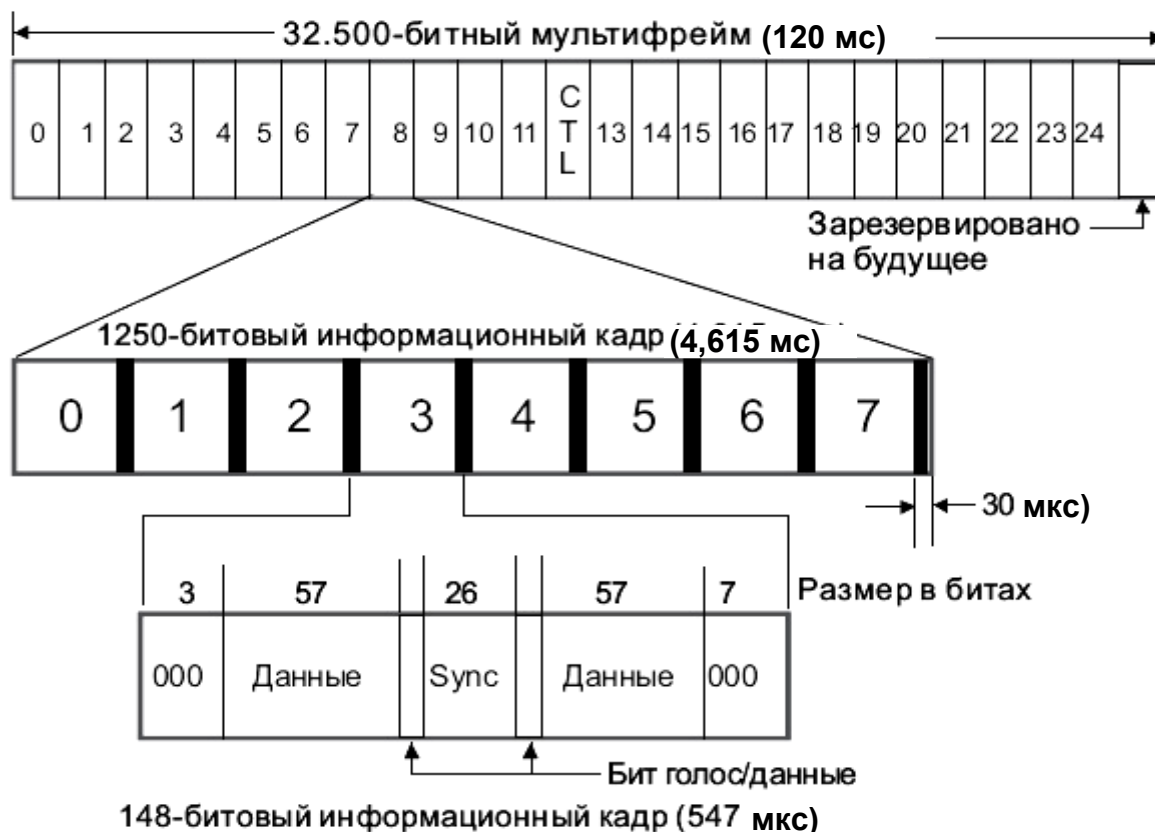 32.500-битный мультифрейм (120 мс)
0 1 2 3 4 5 6 7 8 9 10 11 CTL 13 14 15 16 17 18 19 20 21 22 23 24
Зарезервировано
на будущее
1250-битовый информационный кадр (4,615 мс)
0 1 2 3 4 5 6 7
30 мкс)
3 57 26 57 7 Размер в битах
000 Данные Sync Данные 000
Бит голос/данные
148-битовый информационный кадр (547 мкс)